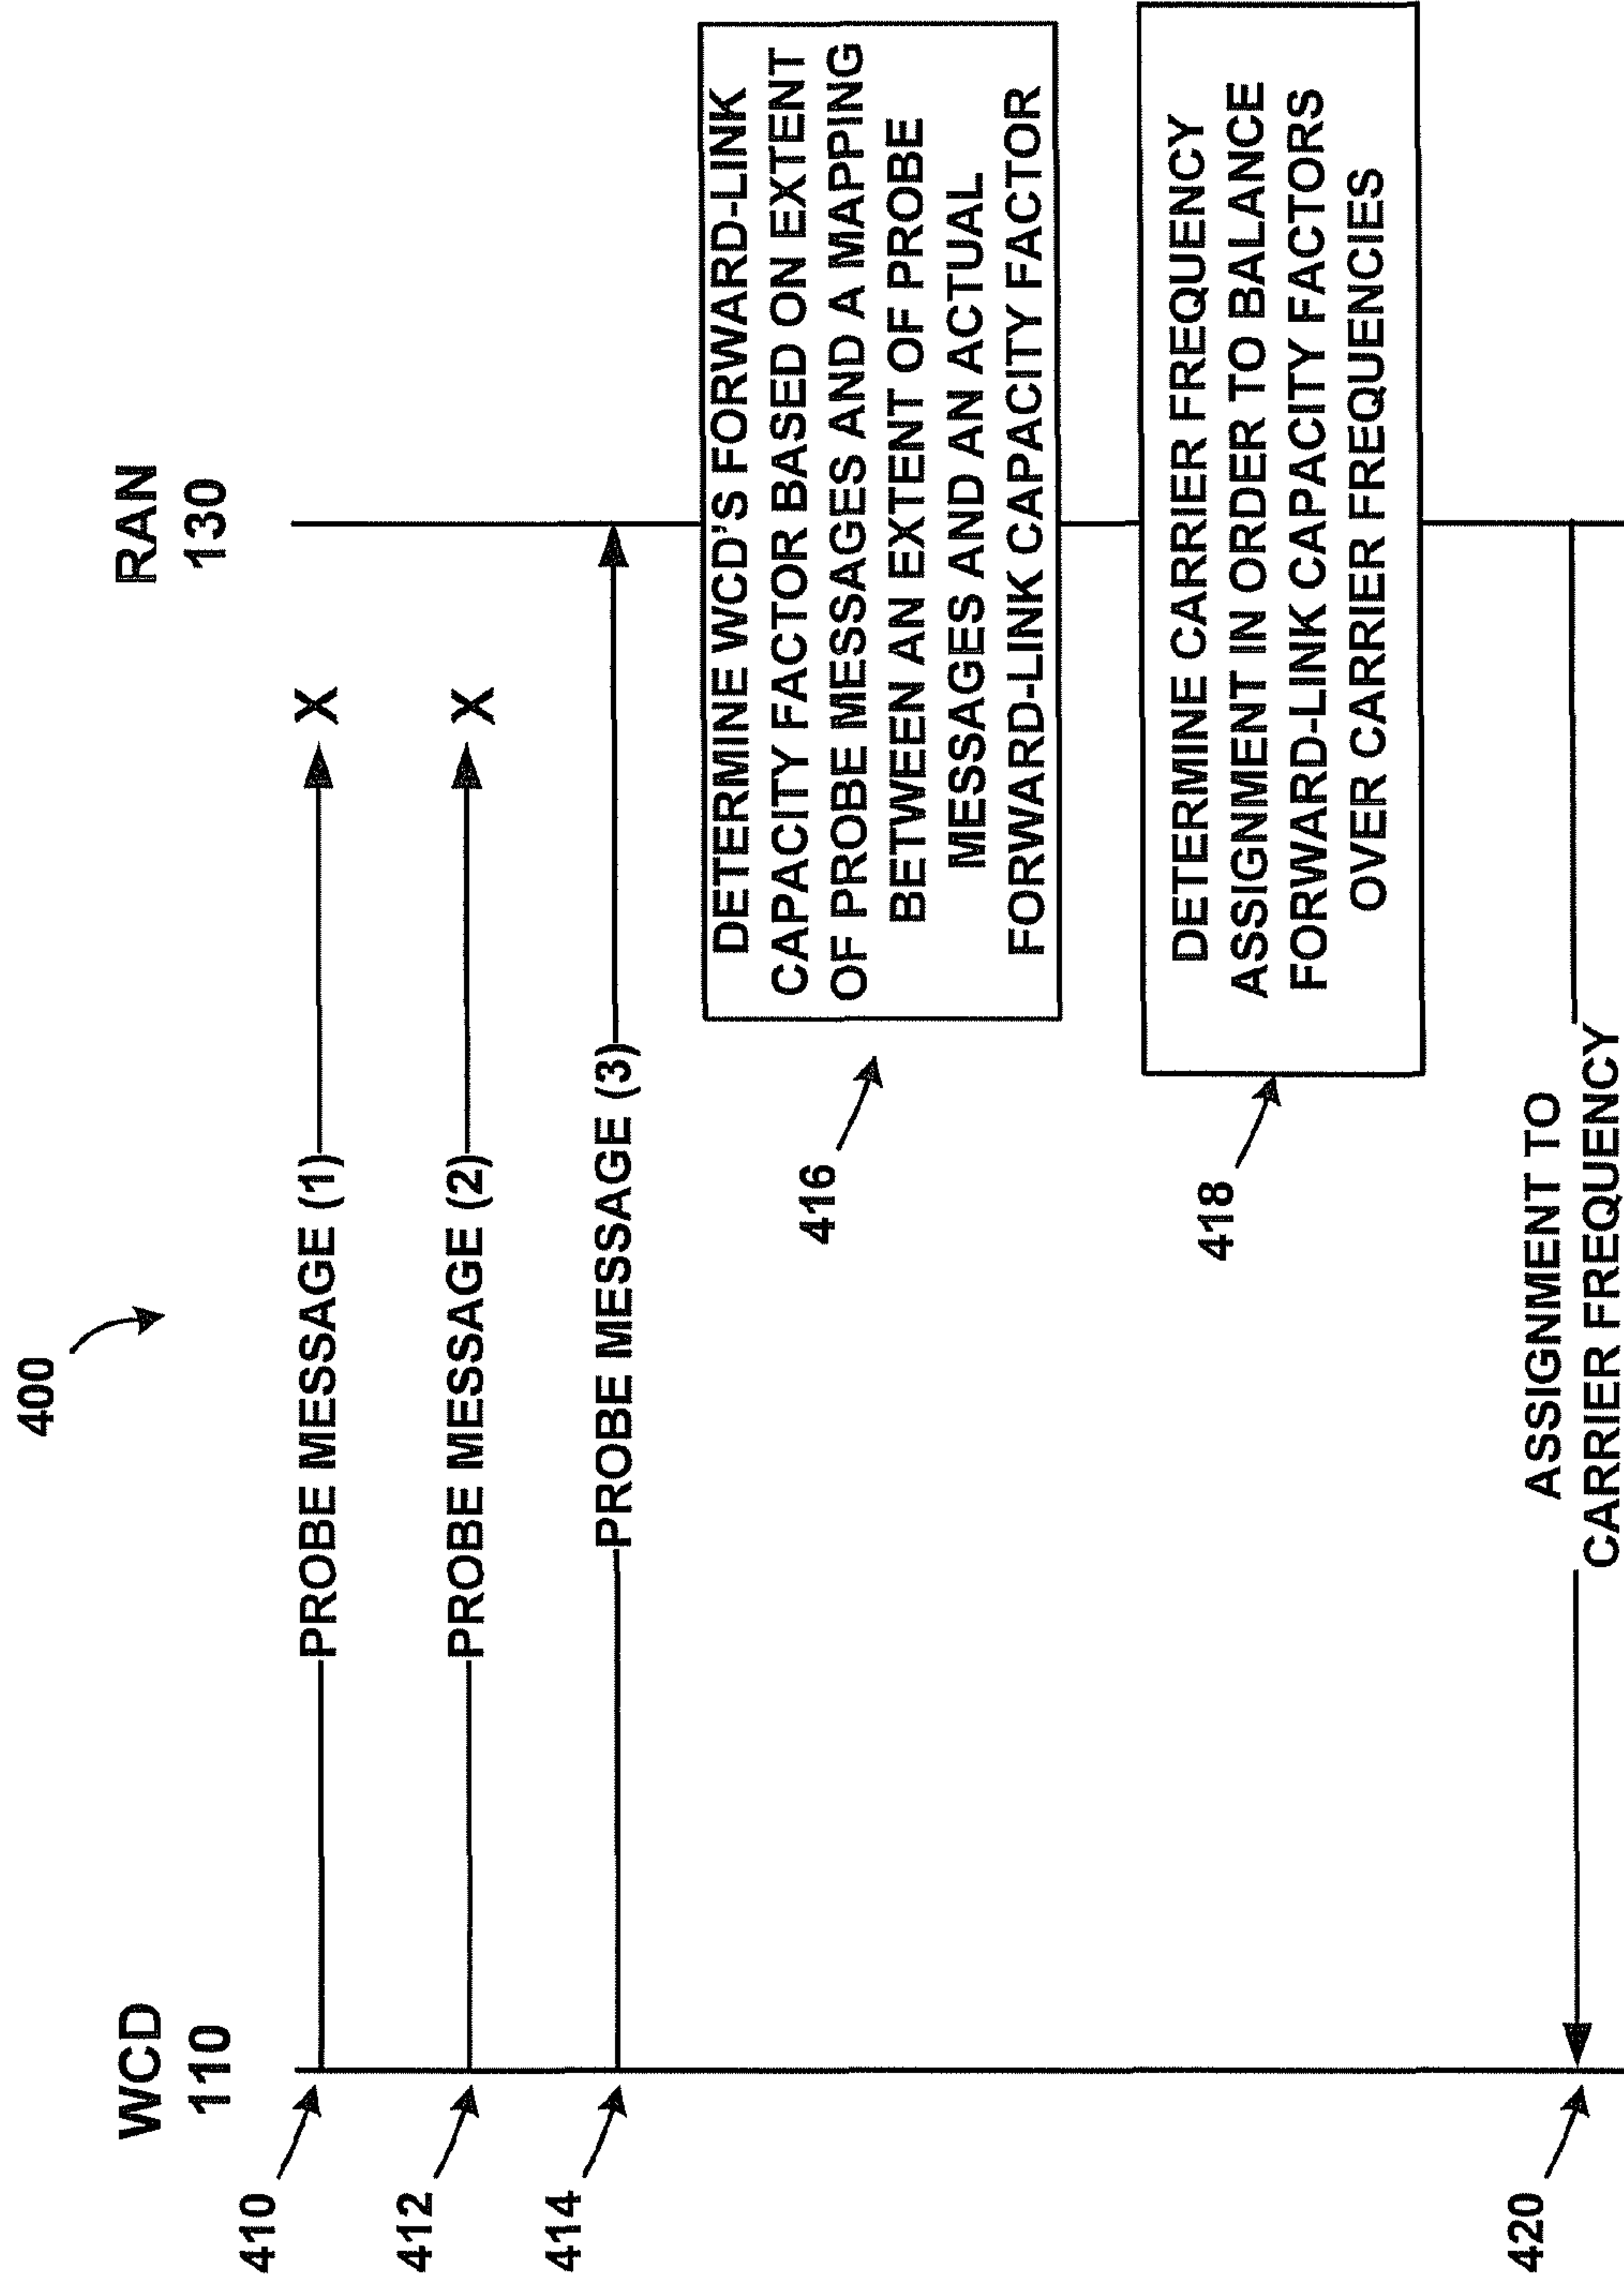 400
WCD
110
RAN
130
410
PROBE MESSAGE (1)
X
412
PROBE MESSAGE (2)
X
414
PROBE MESSAGE (3)
DETERMINE WCD'S FORWARD-LINK
CAPACITY FACTOR BASED ON EXTENT
OF PROBE MESSAGES AND A MAPPING
BETWEEN AN EXTENT OF PROBE
MESSAGES AND AN ACTUAL
FORWARD-LINK CAPACITY FACTOR
416
DETERMINE CARRIER FREQUENCY
ASSIGNMENT IN ORDER TO BALANCE
FORWARD-LINK CAPACITY FACTORS
OVER CARRIER FREQUENCIES
418
ASSIGNMENT TO
CARRIER FREQUENCY
420